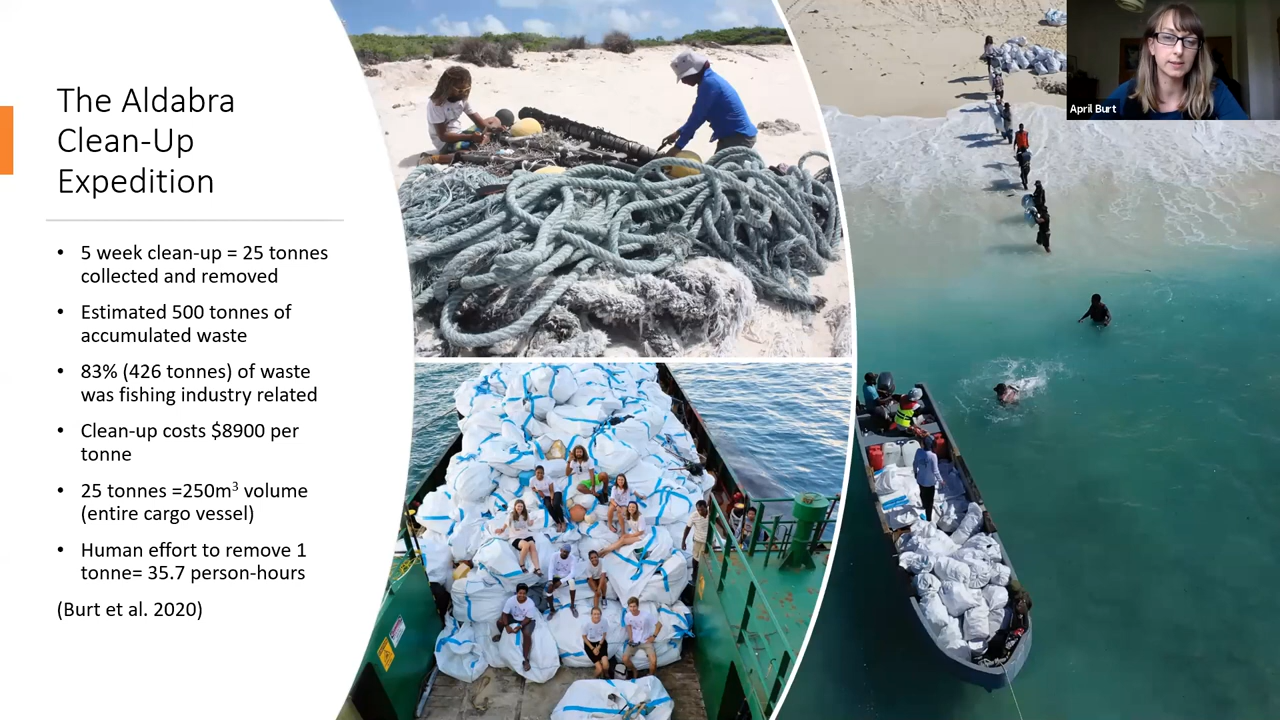 The Aldabra
Clean-Up
Expedition
• 5 week clean-up = 25 tonnes
collected and removed
• Estimated 500 tonnes of
accumulated waste
• 83% (426 tonnes) of waste
was fishing industry related
• Clean-up costs $8900 per
tonne
• 25 tonnes =250m³ volume
(entire cargo vessel)
• Human effort to remove 1
tonne= 35.7 person-hours
(Burt et al. 2020)
April Burt